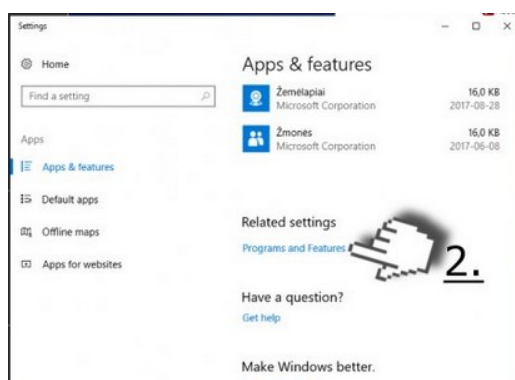 Settings
Home
Find a setting
Apps
Apps & features
Default apps
Offline maps
Apps for websites
Apps & features
Žemėlapiai 16,0 KB
Microsoft Corporation 2017-08-28
Žmonės 16,0 KB
Microsoft Corporation 2017-06-08
Related settings
Programs and Features
2.
Have a question?
Get help
Make Windows better.